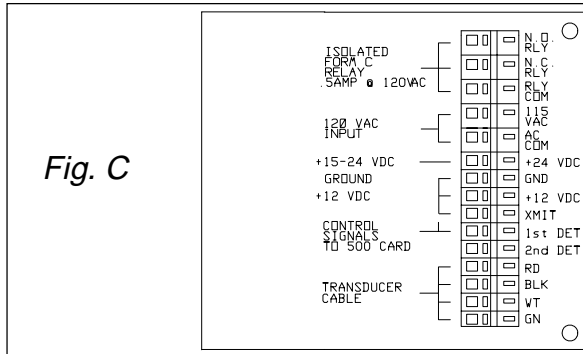 Fig. C
ISOLATED
FORM C
RELAY
.5AMP @ 120VAC
120 VAC
INPUT
+15-24 VDC
GROUND
+12 VDC
CONTROL
SIGNALS
TO 500 CARD
TRANSDUCER
CABLE
N.O.
RLY
N.C.
RLY
RLY
COM
115
VAC
AC
COM
+24 VDC
GND
+12 VDC
XMIT
1st DET
2nd DET
RD
BLK
WT
GN